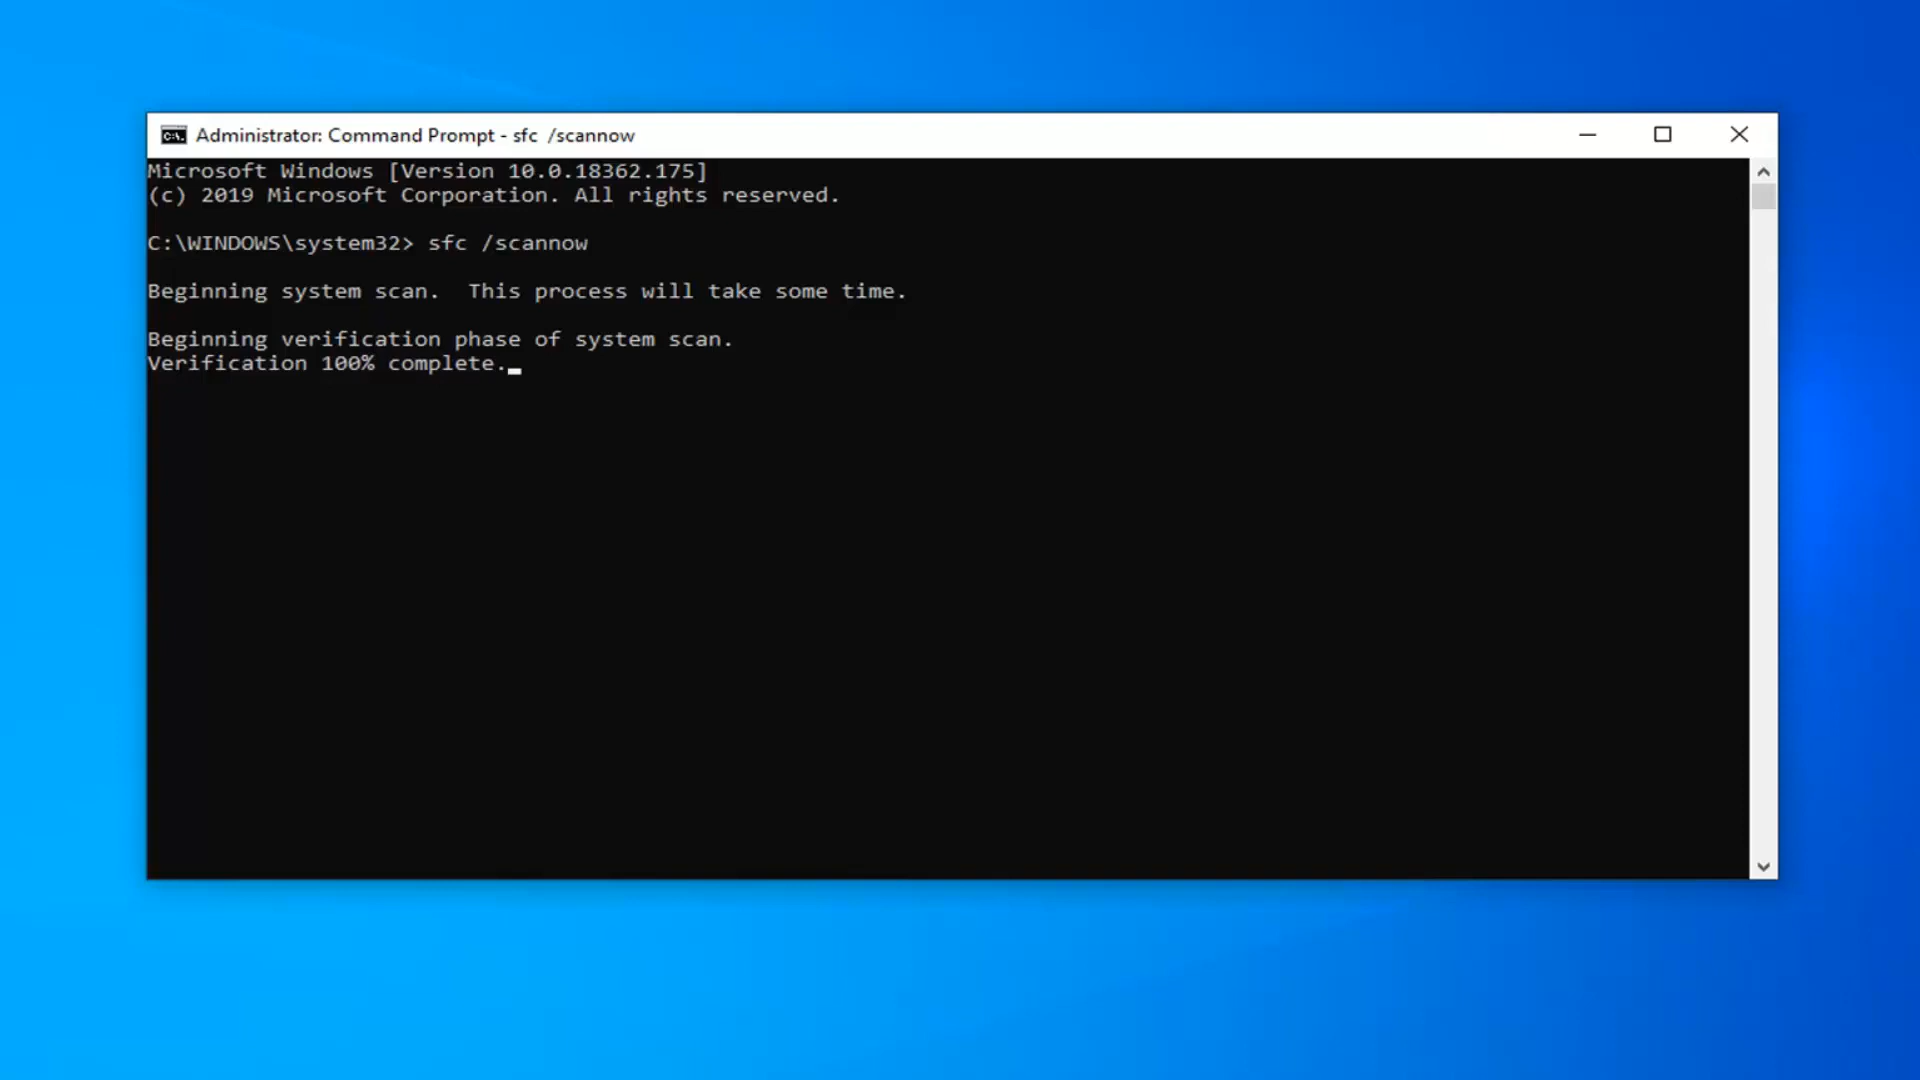 Administrator: Command Prompt - sfc  /scannow
Microsoft Windows [Version 10.0.18362.175]
(c) 2019 Microsoft Corporation. All rights reserved.
C:\WINDOWS\system32> sfc /scannow
Beginning system scan.  This process will take some time.
Beginning verification phase of system scan.
Verification 100% complete.